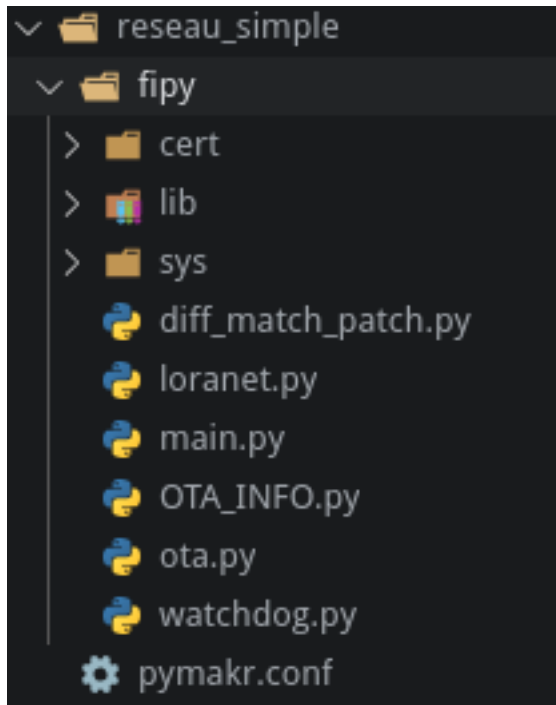 reseau_simple
fipy
cert
lib
sys
diff_match_patch.py
loranet.py
main.py
OTA_INFO.py
ota.py
watchdog.py
pymakr.conf